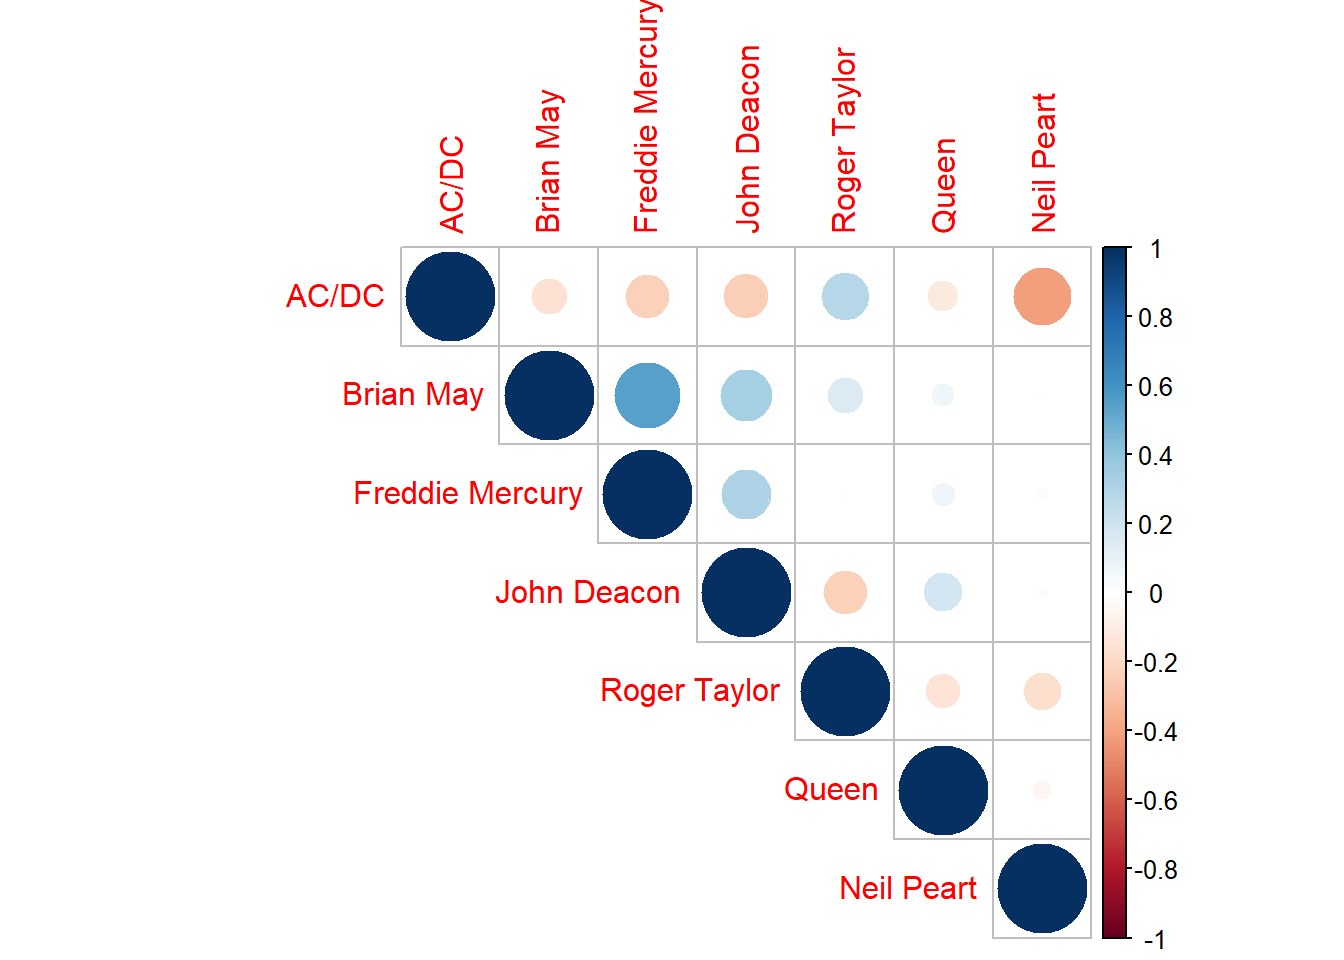 AC/DC
Brian May
Freddie Mercury
John Deacon
Roger Taylor
Queen
Neil Peart
AC/DC
Brian May
Freddie Mercury
John Deacon
Roger Taylor
Queen
Neil Peart
1
0.8
0.6
0.4
0.2
0
-0.2
-0.4
-0.6
-0.8
-1